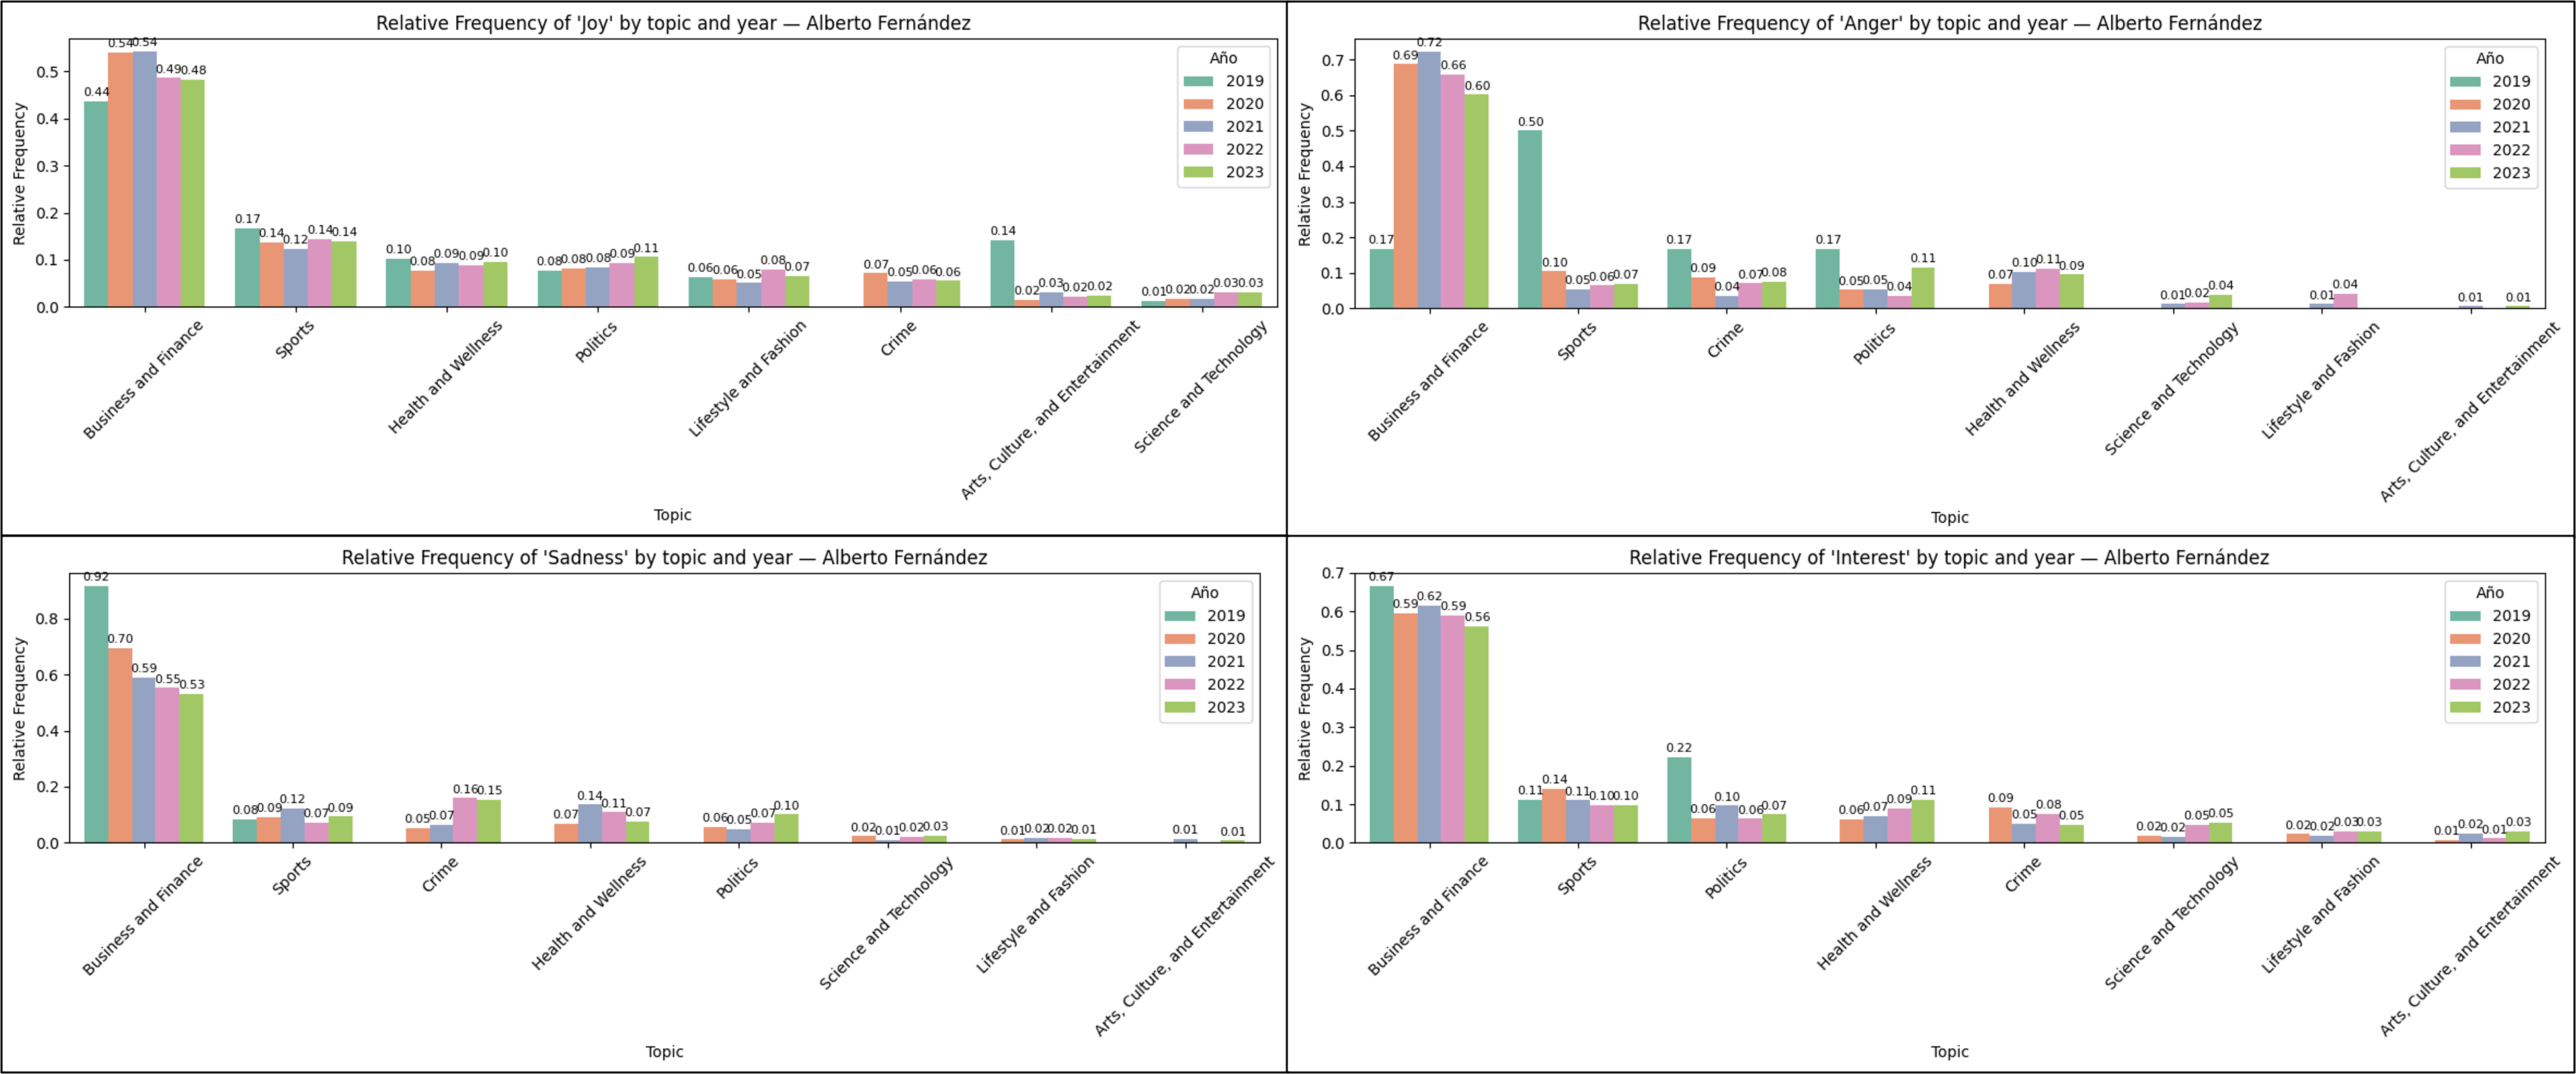 Relative Frequency of 'Joy' by topic and year — Alberto Fernández
Relative Frequency
0.5
0.4
0.3
0.2
0.1
0.0
0.44 0.54 0.54 0.49 0.48
0.17 0.14 0.12 0.14 0.14
0.10 0.08 0.09 0.09 0.10
0.08 0.08 0.08 0.09 0.11
0.06 0.06 0.05 0.08 0.07
0.07 0.05 0.06 0.06
0.14 0.02 0.03 0.02 0.02
0.01 0.02 0.02 0.03 0.03
Año
2019
2020
2021
2022
2023
Business and Finance
Sports
Health and Wellness
Politics
Lifestyle and Fashion
Crime
Arts, Culture, and Entertainment
Science and Technology
Topic
Relative Frequency of 'Anger' by topic and year — Alberto Fernández
Relative Frequency
0.7
0.6
0.5
0.4
0.3
0.2
0.1
0.0
0.17 0.69 0.72 0.66 0.60
0.50 0.10 0.05 0.06 0.07
0.17 0.09 0.04 0.07 0.08
0.17 0.05 0.05 0.04 0.11
0.07 0.10 0.11 0.09
0.01 0.02 0.04
0.01 0.04
0.01 0.01
Año
2019
2020
2021
2022
2023
Business and Finance
Sports
Crime
Politics
Health and Wellness
Science and Technology
Lifestyle and Fashion
Arts, Culture, and Entertainment
Topic
Relative Frequency of 'Sadness' by topic and year — Alberto Fernández
Relative Frequency
0.8
0.6
0.4
0.2
0.0
0.92 0.70 0.59 0.55 0.53
0.08 0.09 0.12 0.07 0.09
0.05 0.07 0.16 0.15
0.07 0.14 0.11 0.07
0.06 0.05 0.07 0.10
0.02 0.01 0.02 0.03
0.01 0.02 0.02 0.01
0.01 0.01
Año
2019
2020
2021
2022
2023
Business and Finance
Sports
Crime
Health and Wellness
Politics
Science and Technology
Lifestyle and Fashion
Arts, Culture, and Entertainment
Topic
Relative Frequency of 'Interest' by topic and year — Alberto Fernández
Relative Frequency
0.7
0.6
0.5
0.4
0.3
0.2
0.1
0.0
0.67 0.59 0.62 0.59 0.56
0.11 0.14 0.11 0.10 0.10
0.22 0.06 0.10 0.06 0.07
0.06 0.07 0.09 0.11
0.09 0.05 0.08 0.05
0.02 0.02 0.05 0.05
0.02 0.02 0.03 0.03
0.01 0.02 0.01 0.03
Año
2019
2020
2021
2022
2023
Business and Finance
Sports
Politics
Health and Wellness
Crime
Science and Technology
Lifestyle and Fashion
Arts, Culture, and Entertainment
Topic